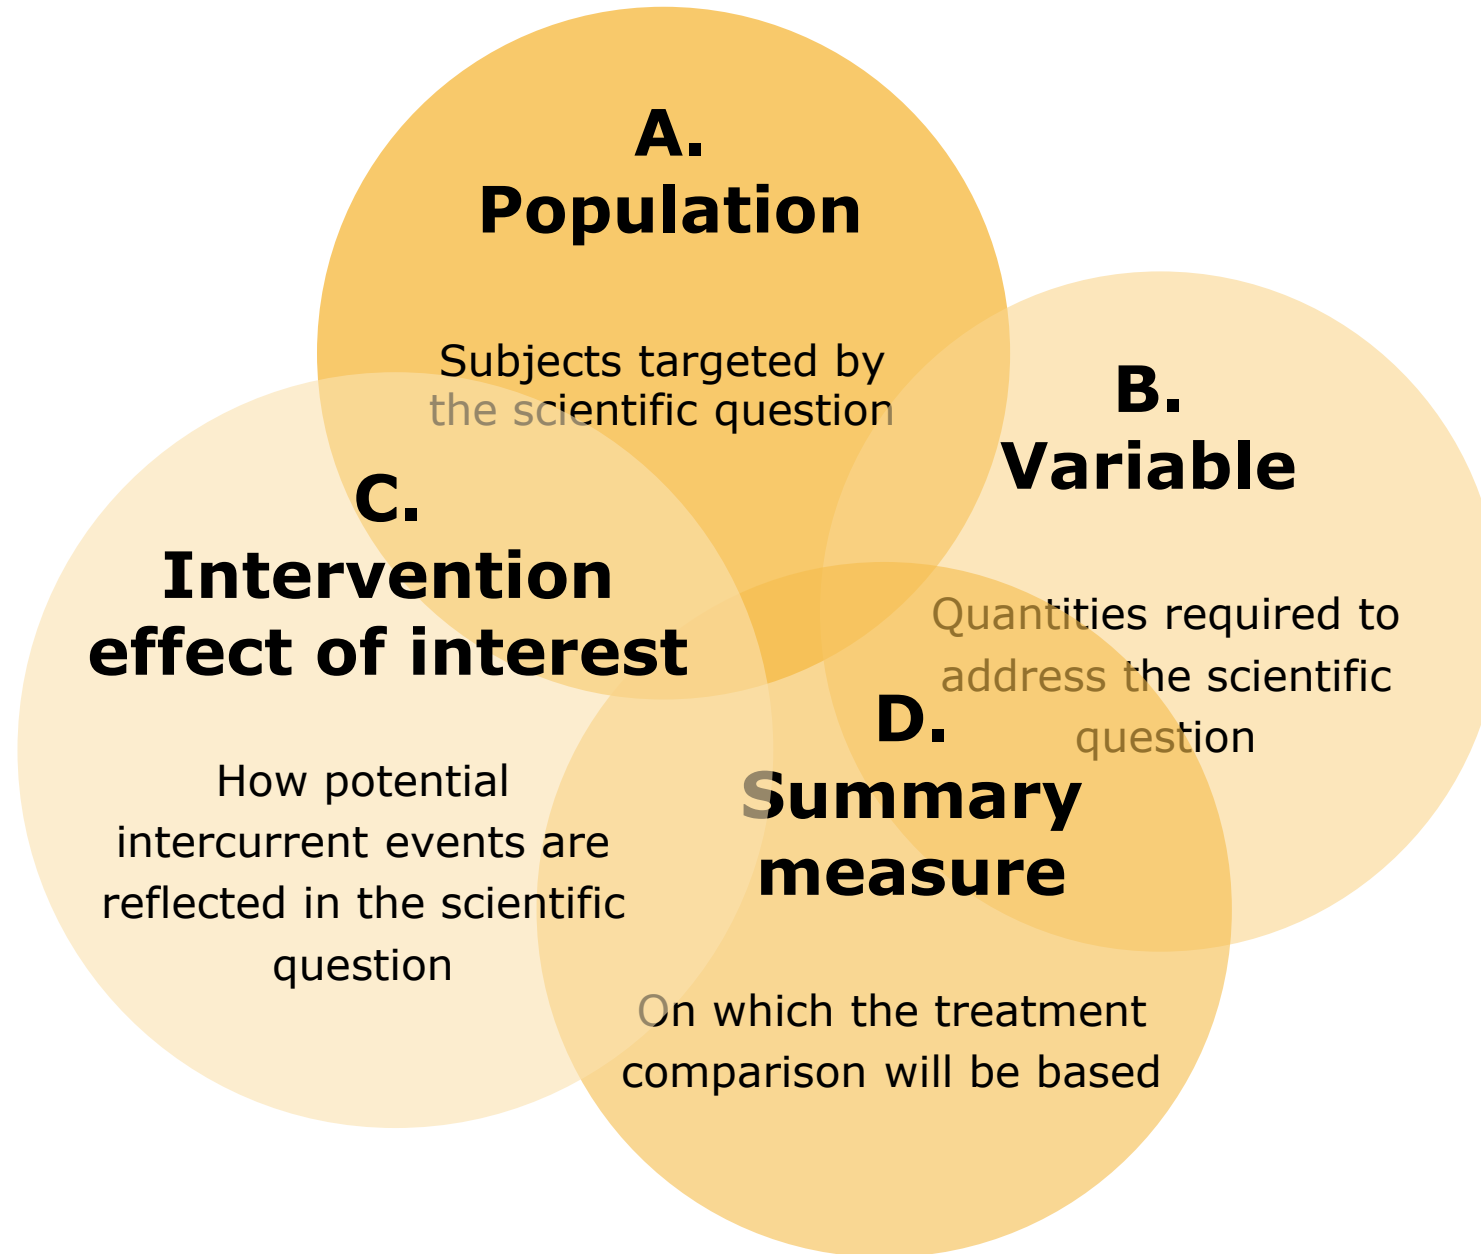 A.
Population
Subjects targeted by
the scientific question
B.
Variable
Quantities required to
address the scientific
question
C.
Intervention
effect of interest
How potential
intercurrent events are
reflected in the scientific
question
D.
Summary
measure
On which the treatment
comparison will be based